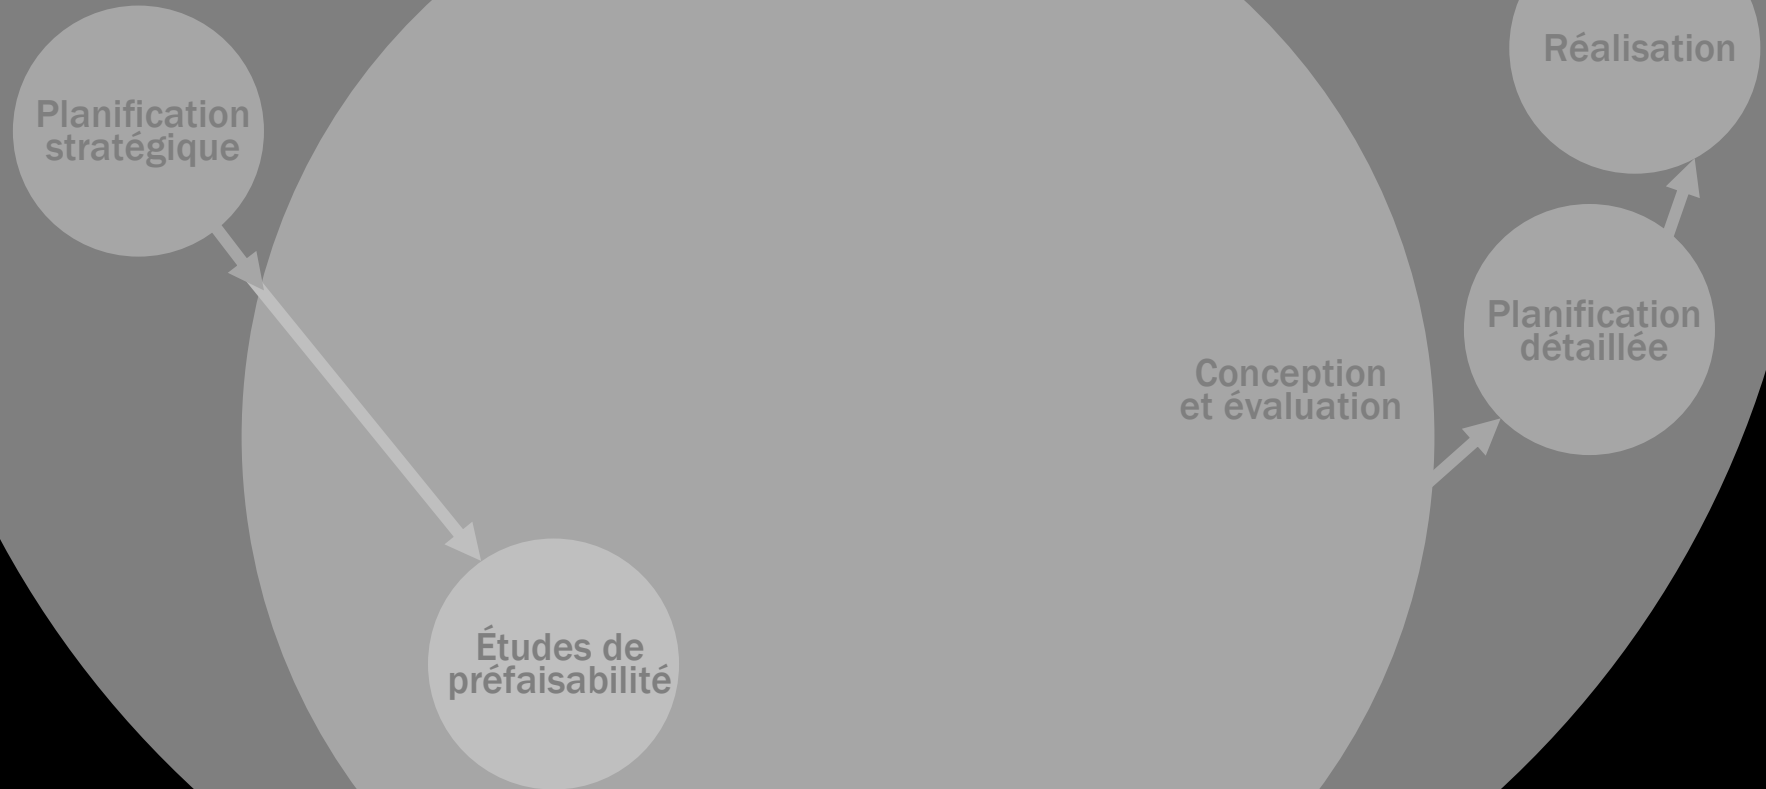 Planification
stratégique
Études de
préfaisabilité
Conception
et évaluation
Planification
détaillée
Réalisation